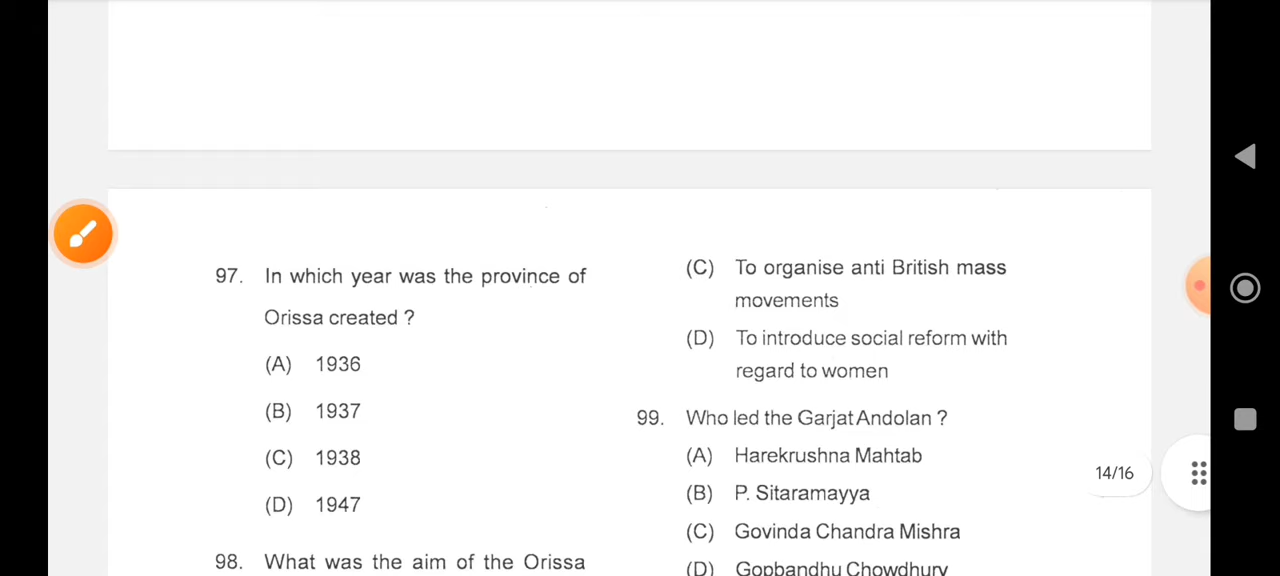 97. In which year was the province of
Orissa created ?
(A) 1936
(B) 1937
(C) 1938
(D) 1947
98. What was the aim of the Orissa
(C) To organise anti British mass
movements
(D) To introduce social reform with
regard to women
99. Who led the Garjat Andolan ?
(A) Harekrushna Mahtab
(B) P. Sitaramayya
(C) Govinda Chandra Mishra
(D) Gopbandhu Chowdhury
14/16